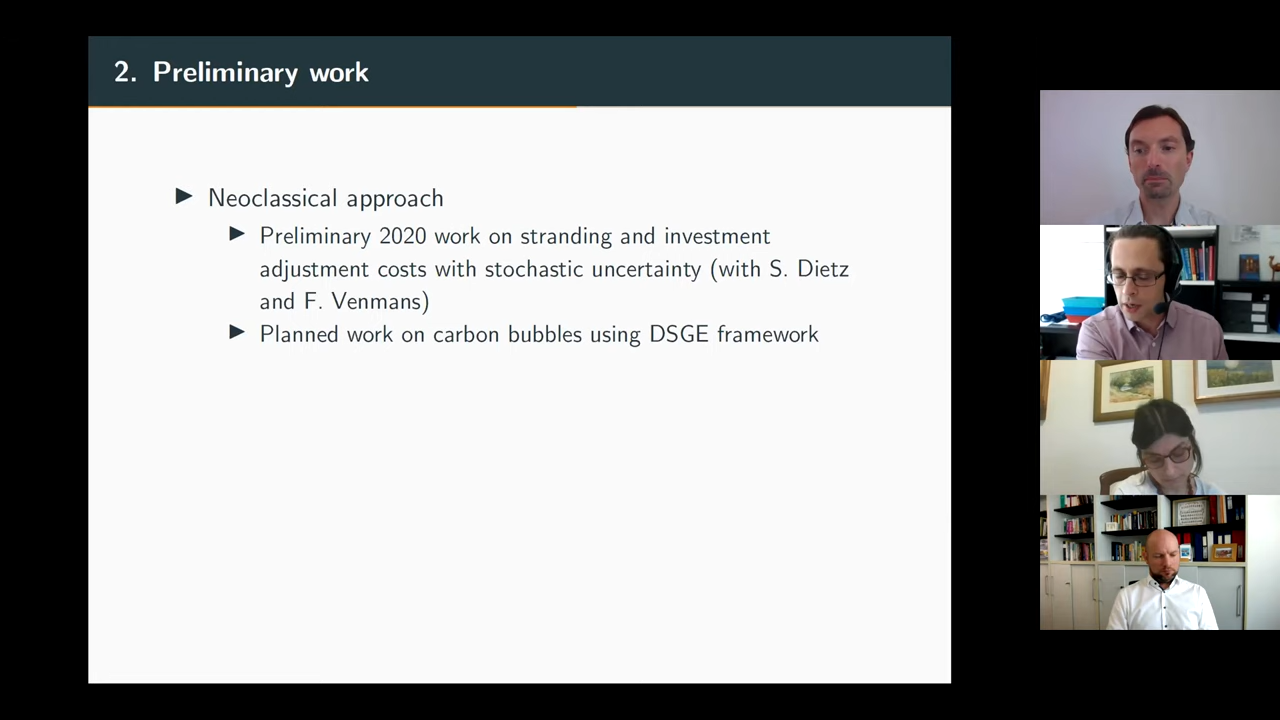 2. Preliminary work
▶ Neoclassical approach
▶ Preliminary 2020 work on stranding and investment
adjustment costs with stochastic uncertainty (with S. Dietz
and F. Venmans)
▶ Planned work on carbon bubbles using DSGE framework